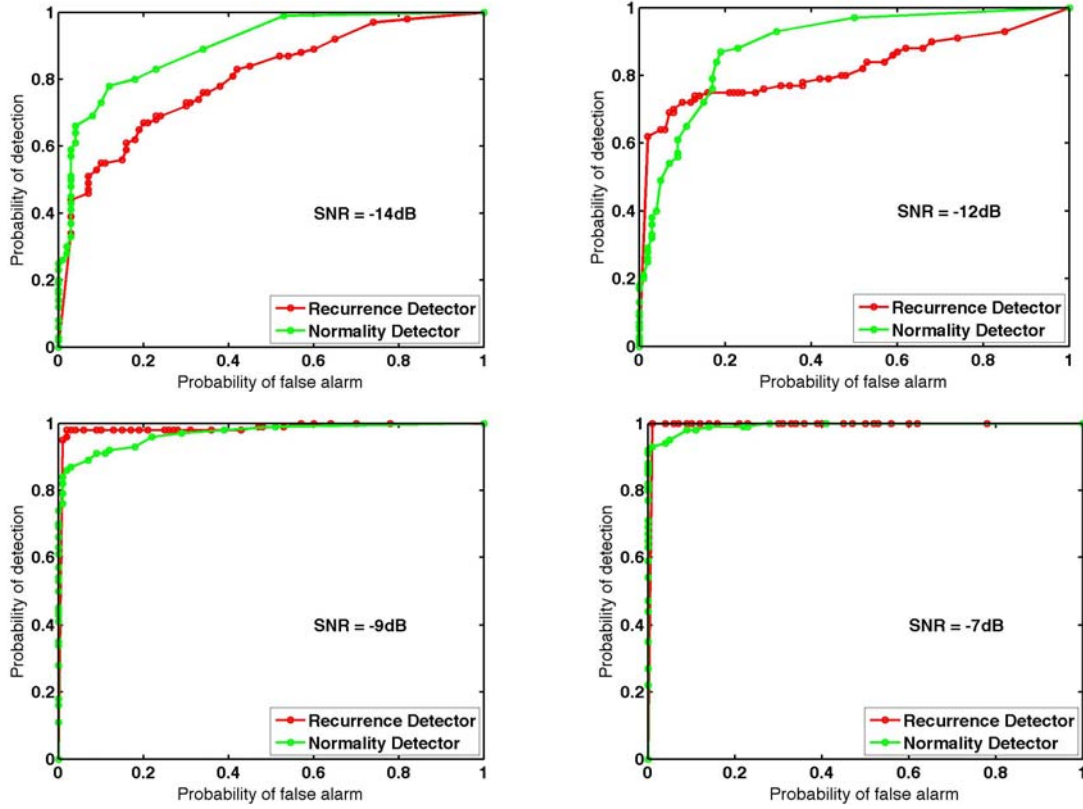 1
0.8
0.6
0.4
0.2
0
Probability of detection
SNR = -14dB
Recurrence Detector
Normality Detector
0 0.2 0.4 0.6 0.8 1
Probability of false alarm
1
0.8
0.6
0.4
0.2
0
Probability of detection
SNR = -12dB
Recurrence Detector
Normality Detector
0 0.2 0.4 0.6 0.8 1
Probability of false alarm
1
0.8
0.6
0.4
0.2
0
Probability of detection
SNR = -9dB
Recurrence Detector
Normality Detector
0 0.2 0.4 0.6 0.8 1
Probability of false alarm
1
0.8
0.6
0.4
0.2
0
Probability of detection
SNR = -7dB
Recurrence Detector
Normality Detector
0 0.2 0.4 0.6 0.8 1
Probability of false alarm